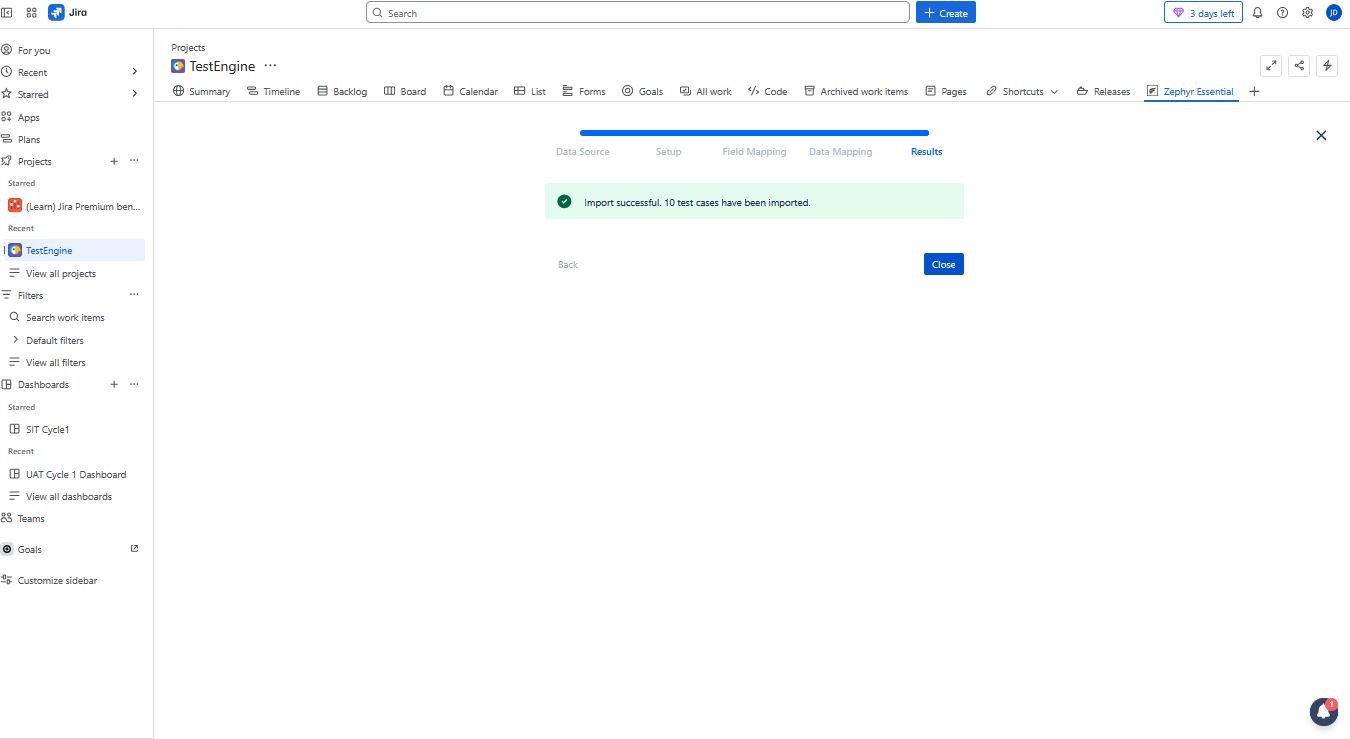 Jira
Search
Create
3 days left
JD
For you
Recent
Starred
Apps
Plans
Projects
Starred
(Learn) Jira Premium ben...
Recent
TestEngine
View all projects
Filters
Search work items
Default filters
View all filters
Dashboards
Starred
SIT Cycle1
Recent
UAT Cycle 1 Dashboard
View all dashboards
Teams
Goals
Customize sidebar
Projects
TestEngine
Summary Timeline Backlog Board Calendar List Forms Goals All work Code Archived work items Pages Shortcuts Releases Zephyr Essential
Data Source Setup Field Mapping Data Mapping Results
Import successful. 10 test cases have been imported.
Back Close
1